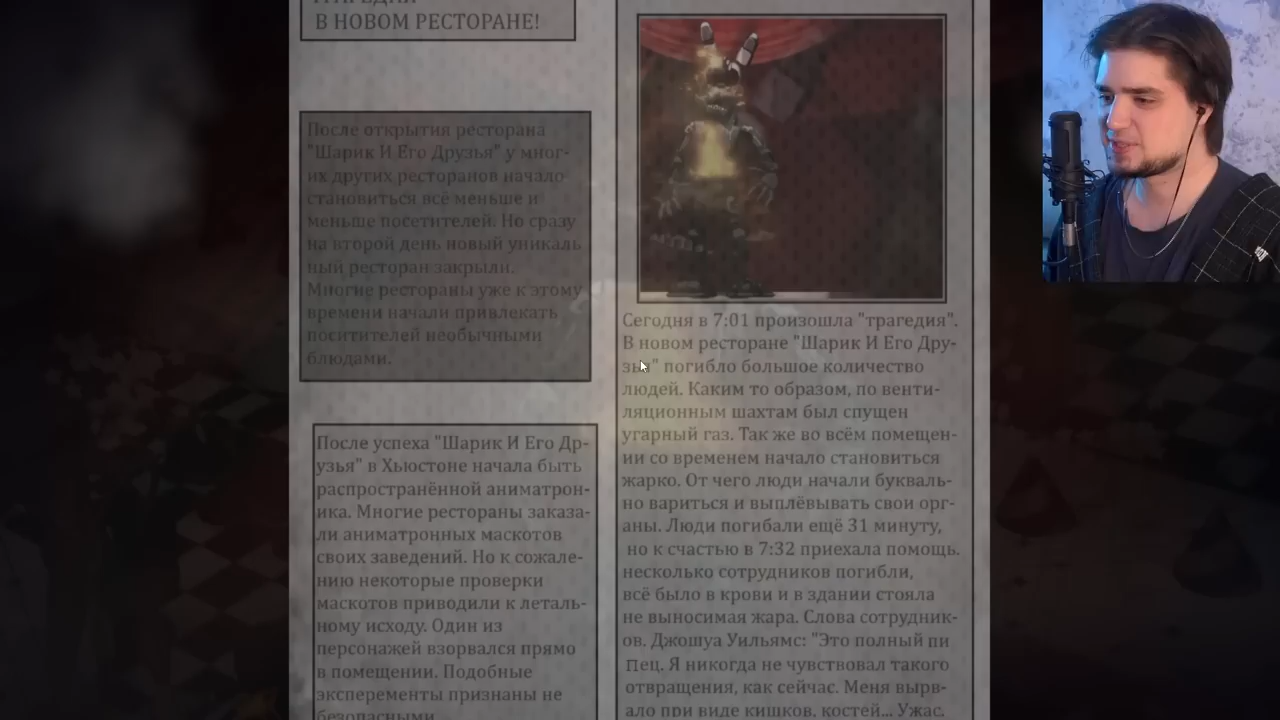 В НОВОМ РЕСТОРАНЕ!
После открытия ресторана
"Шарик И Его Друзья" у мног-
их других ресторанов начало
становиться всё меньше и
меньше посетителей. Но сразу
на второй день новый уникаль
ный ресторан закрыли.
Многие рестораны уже к этому
времени начали привлекать
поситителей необычными
блюдами.
После успеха "Шарик И Его Др-
узья" в Хьюстоне начала быть
распространённой аниматрон-
ика. Многие рестораны заказа-
ли аниматронных маскотов
своих заведений. Но к сожале-
нию некоторые проверки
маскотов приводили к леталь-
ному исходу. Один из
персонажей взорвался прямо
в помещении. Подобные
эксперементы признаны не
безопасными.
Сегодня в 7:01 произошла "трагедия".
В новом ресторане "Шарик И Его Дру-
зья" погибло большое количество
людей. Каким то образом, по венти-
ляционным шахтам был спущен
угарный газ. Так же во всём помещен-
ии со временем начало становиться
жарко. От чего люди начали букваль-
но вариться и выплёвывать свои орг-
аны. Люди погибали ещё 31 минуту,
но к счастью в 7:32 приехала помощь.
несколько сотрудников погибли,
всё было в крови и в здании стояла
не выносимая жара. Слова сотрудник-
ов. Джошуа Уильямс: "Это полный пи
пец. Я никогда не чувствовал такого
отвращения, как сейчас. Меня вырв-
ало при виде кишков, костей... Ужас.